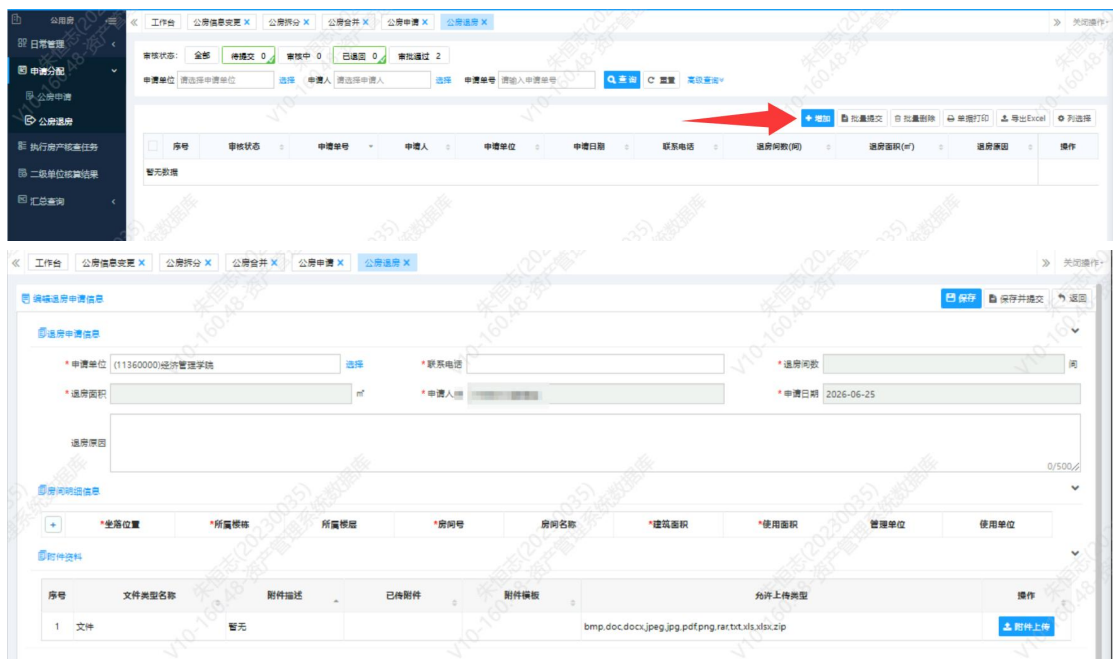 公用房
工作台 公房信息变更 × 公房拆分 × 公房合并 × 公房申请 × 公房退房 × 关闭操作
日常管理
申请分配
公房申请
公房退房
执行房产核查任务
二级单位核算结果
汇总查询
审核状态: 全部 待提交 0 审核中 0 已退回 0 审批通过 2
申请单位 请选择申请单位 选择 申请人 请选择申请人 选择 申请单号 请输入申请单号 查询 重置 高级查询
增加 批量提交 批量删除 单据打印 导出Excel 列选择
序号 审核状态 申请单号 申请人 申请单位 申请日期 联系电话 退房间数(间) 退房面积(㎡) 退房原因 操作
暂无数据
工作台 公房信息变更 × 公房拆分 × 公房合并 × 公房申请 × 公房退房 × 关闭操作
编辑退房申请信息 保存 保存并提交 返回
退房申请信息
*申请单位 (11360000)经济管理学院 选择 *联系电话 *退房间数 间
*退房面积 ㎡ *申请人 *申请日期 2026-06-25
退房原因
0/500
房间明细信息
+ *坐落位置 *所属楼栋 所属楼层 *房间号 房间名称 *建筑面积 *使用面积 管理单位 使用单位
附件资料
序号 文件类型名称 附件描述 已传附件 附件模板 允许上传类型 操作
1 文件 暂无 bmp,doc,docx,jpeg,jpg,pdf,png,rar,txt,xls,xlsx,zip 附件上传